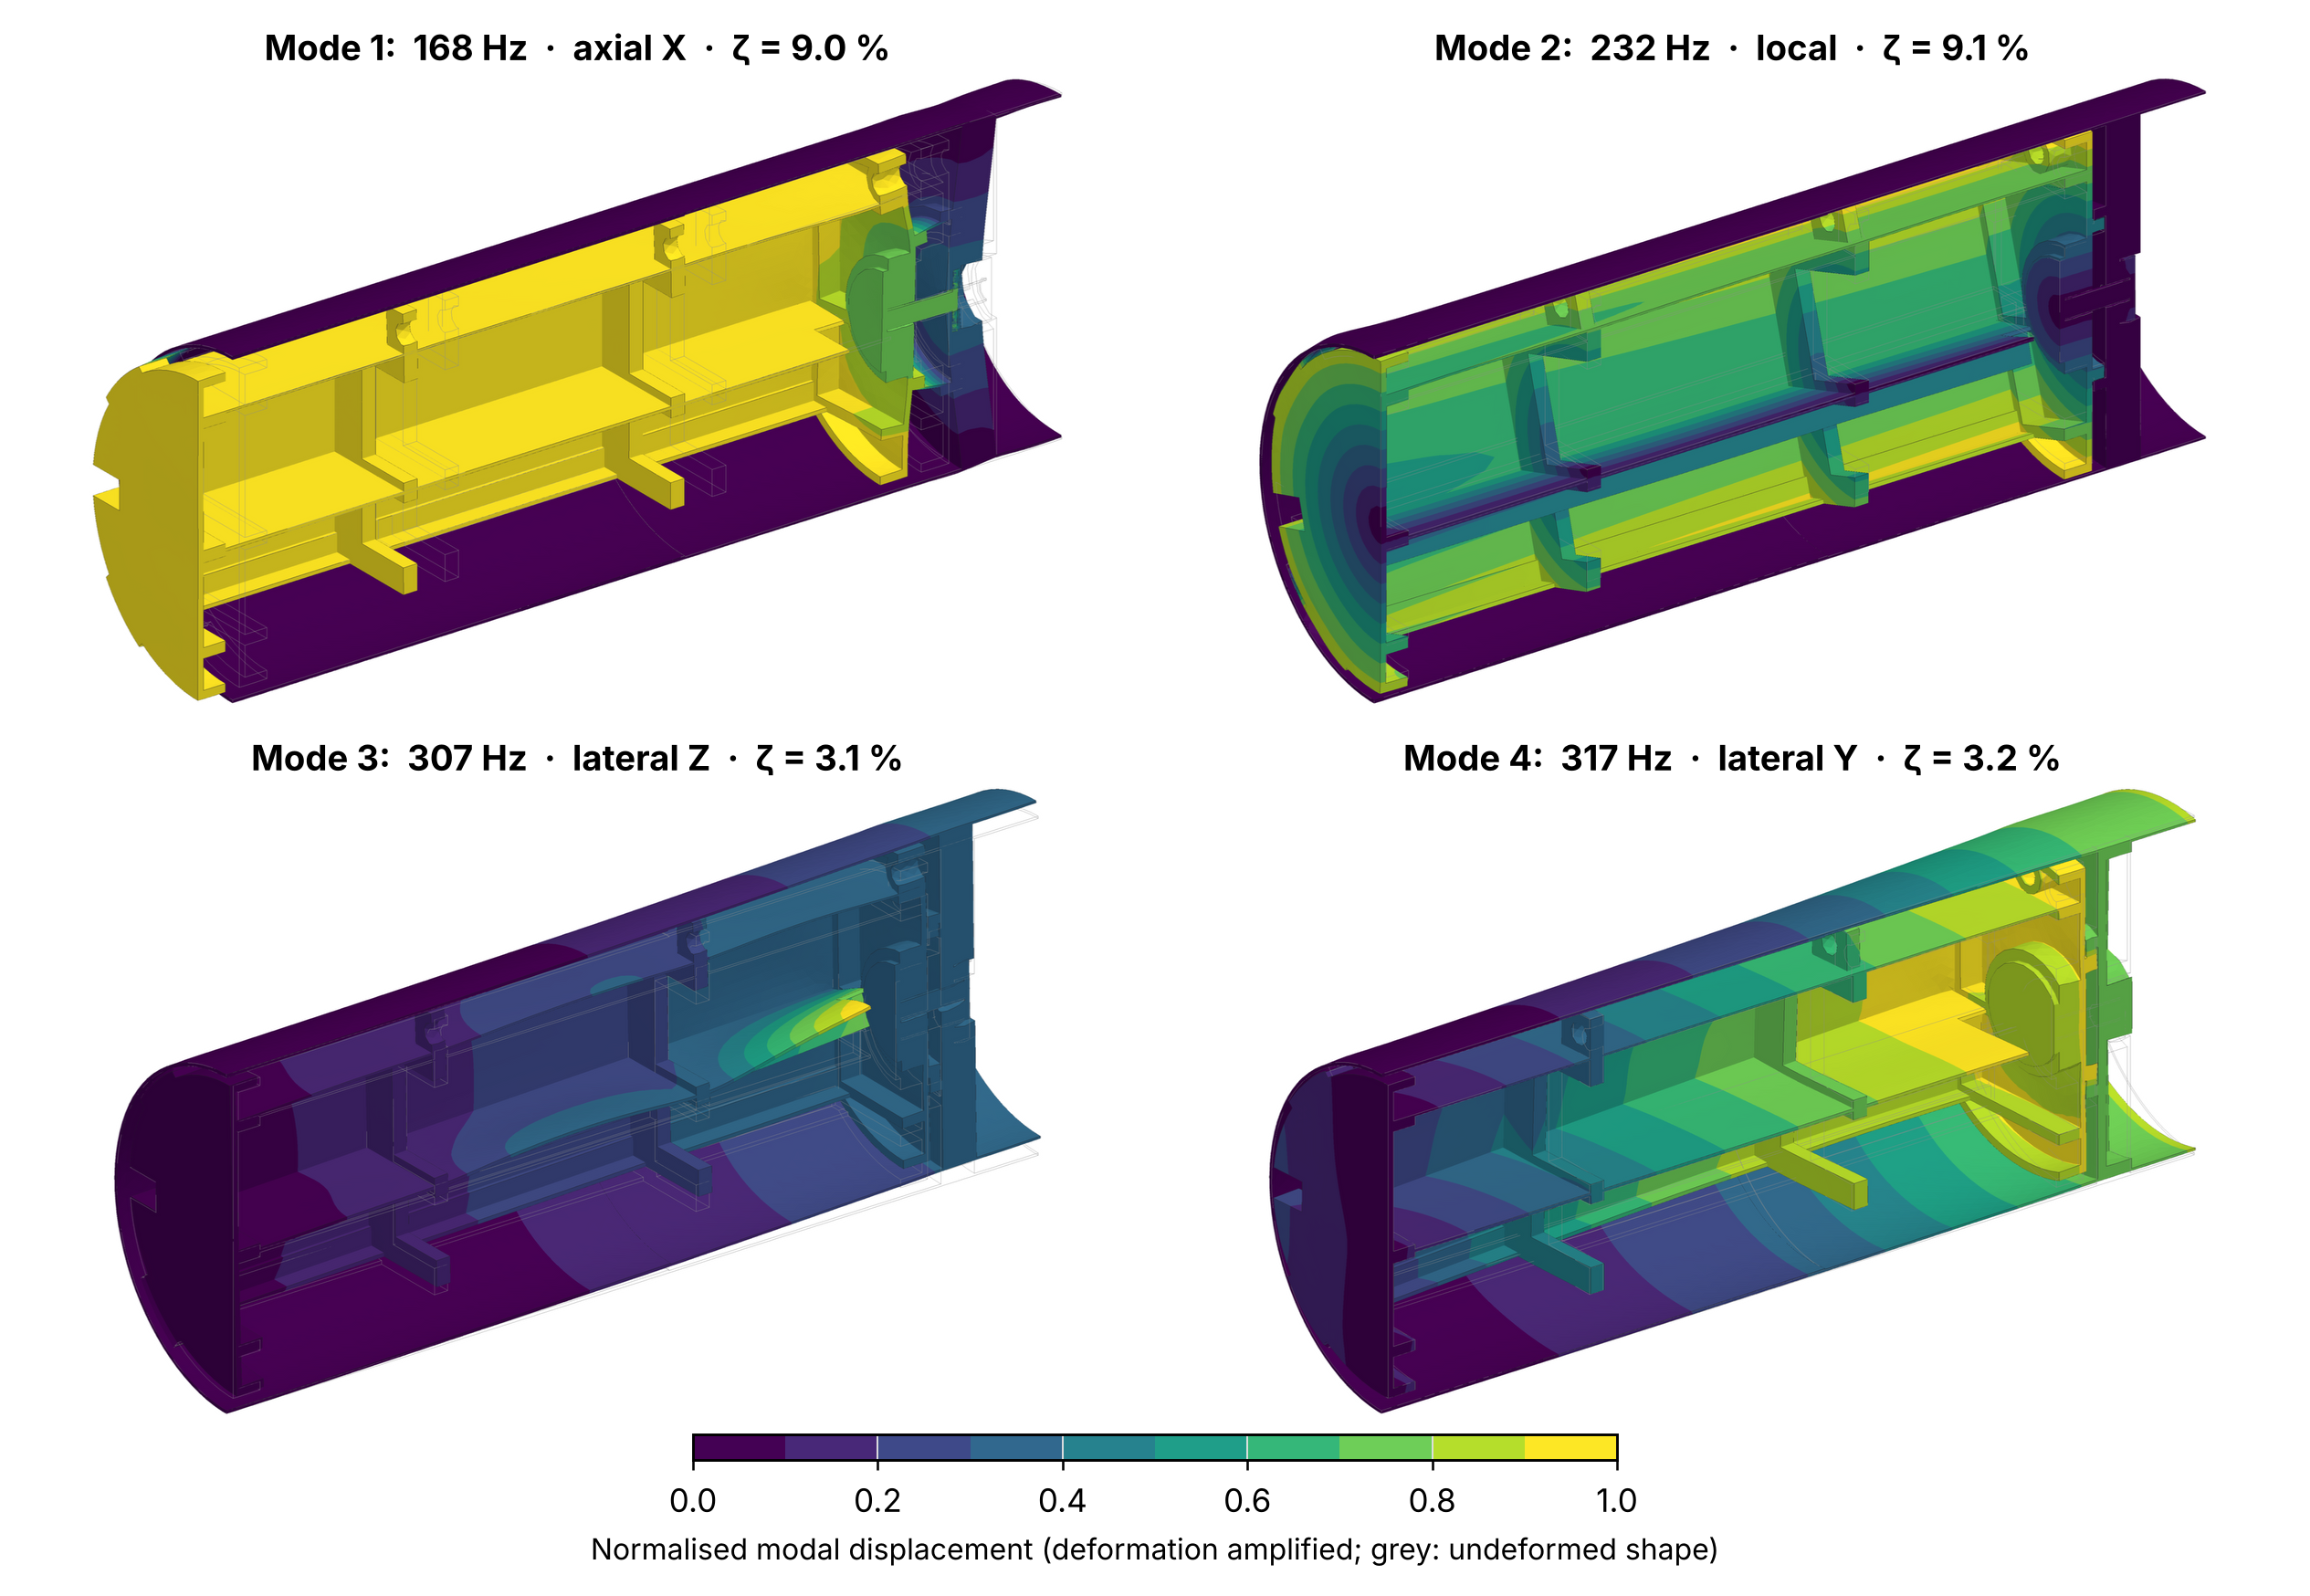 Mode 1: 168 Hz · axial X · ζ = 9.0 %
Mode 2: 232 Hz · local · ζ = 9.1 %
Mode 3: 307 Hz · lateral Z · ζ = 3.1 %
Mode 4: 317 Hz · lateral Y · ζ = 3.2 %
0.0 0.2 0.4 0.6 0.8 1.0
Normalised modal displacement (deformation amplified; grey: undeformed shape)